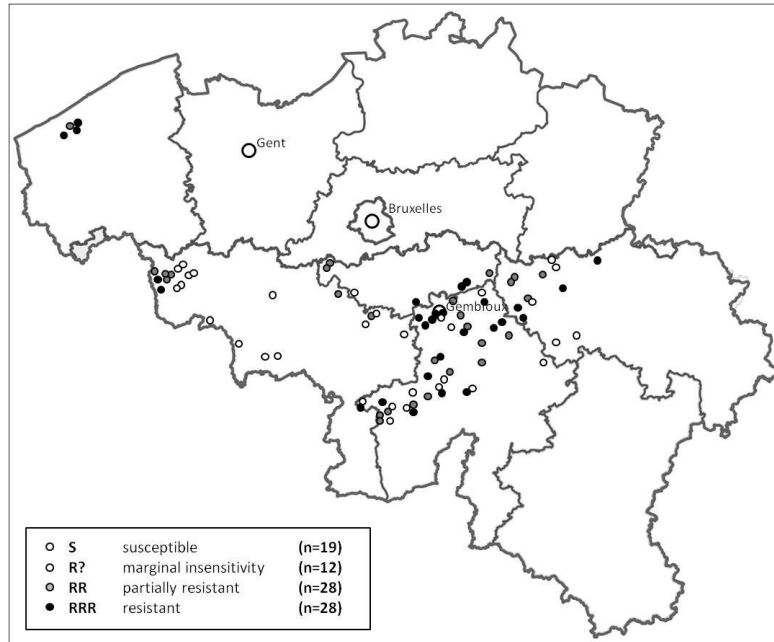 Gent
Bruxelles
Gembloux
S susceptible (n=19)
R? marginal insensitivity (n=12)
RR partially resistant (n=28)
RRR resistant (n=28)